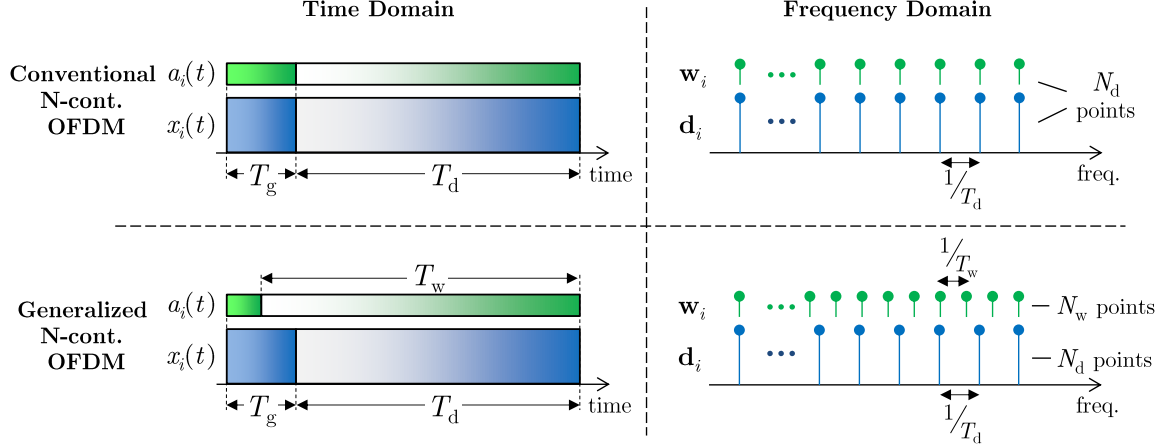 Time Domain
Frequency Domain
Conventional
N-cont.
OFDM
a_i(t)
x_i(t)
T_g
T_d
time
w_i
d_i
N_d
points
1/T_d
freq.
Generalized
N-cont.
OFDM
T_w
a_i(t)
x_i(t)
T_g
T_d
time
1/T_w
w_i
d_i
N_w points
N_d points
1/T_d
freq.